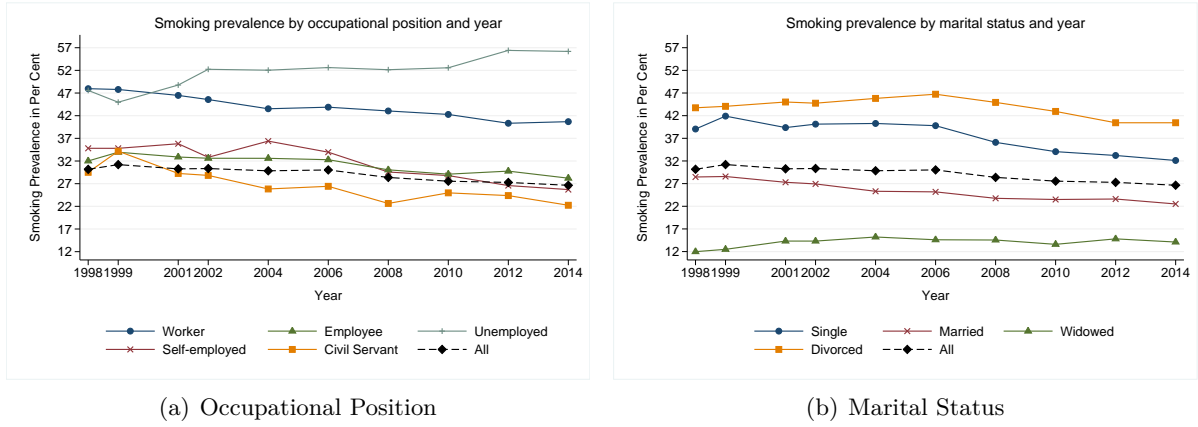 Smoking prevalence by occupational position and year
Smoking Prevalence in Per Cent
57
52
47
42
37
32
27
22
17
12
1998 1999 2001 2002 2004 2006 2008 2010 2012 2014
Year
Worker Employee Unemployed
Self-employed Civil Servant All
(a) Occupational Position
Smoking prevalence by marital status and year
Smoking Prevalence in Per Cent
57
52
47
42
37
32
27
22
17
12
1998 1999 2001 2002 2004 2006 2008 2010 2012 2014
Year
Single Married Widowed
Divorced All
(b) Marital Status